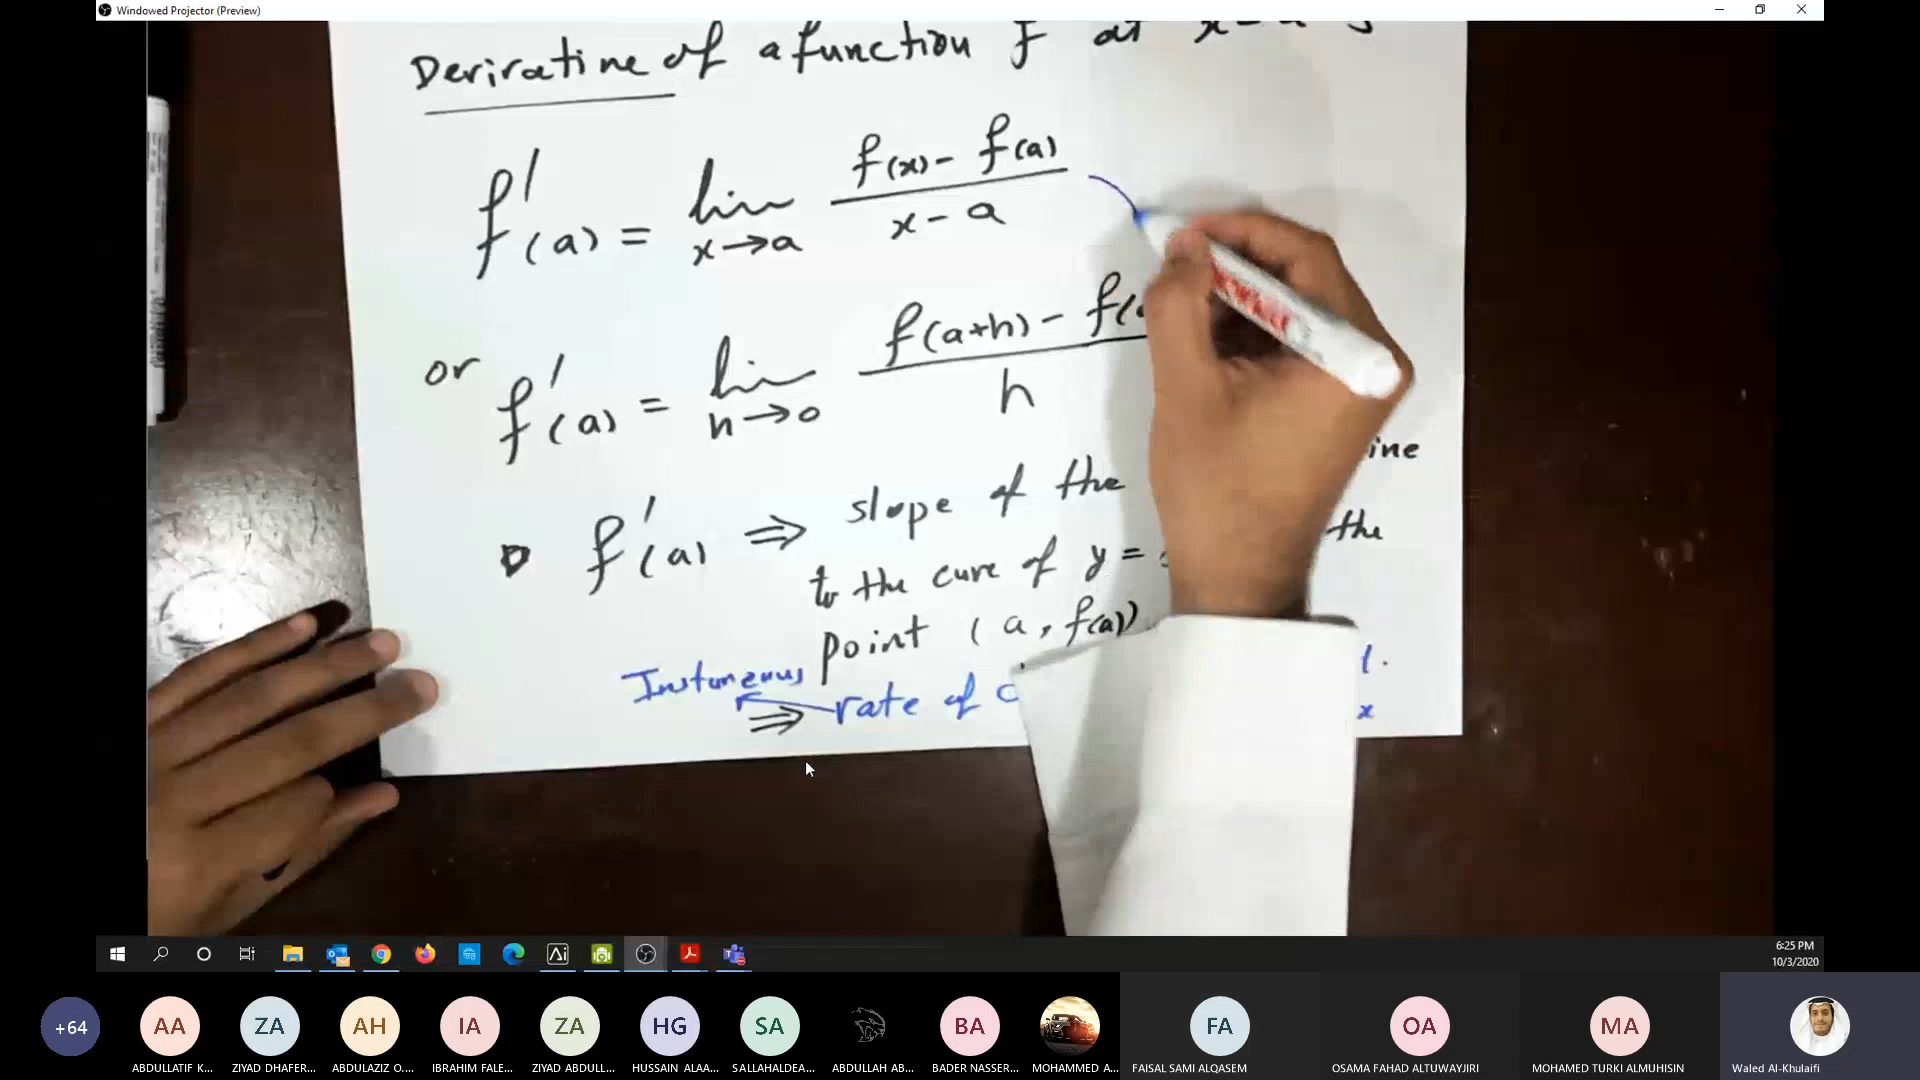 Windowed Projector (Preview)
Derivative of a function f at x = a
f'(a) = lim x→a f(x) - f(a) / x - a
or f'(a) = lim h→0 f(a+h) - f( / h
ine
f'(a) ⇒ slope of the
the
to the cure of y =
point (a, f(a))
Instaneous
⇒ rate of
x
6:25 PM
10/3/2020
+64
AA
ZA
AH
IA
ZA
HG
SA
BA
FA
OA
MA
ABDULLATIF K...
ZIYAD DHAFER...
ABDULAZIZ O....
IBRAHIM FALE...
ZIYAD ABDULL...
HUSSAIN ALAA...
SALLAHALDEA...
ABDULLAH AB...
BADER NASSER...
MOHAMMED A...
FAISAL SAMI ALQASEM
OSAMA FAHAD ALTUWAYJIRI
MOHAMED TURKI ALMUHISIN
Waled Al-Khulaifi